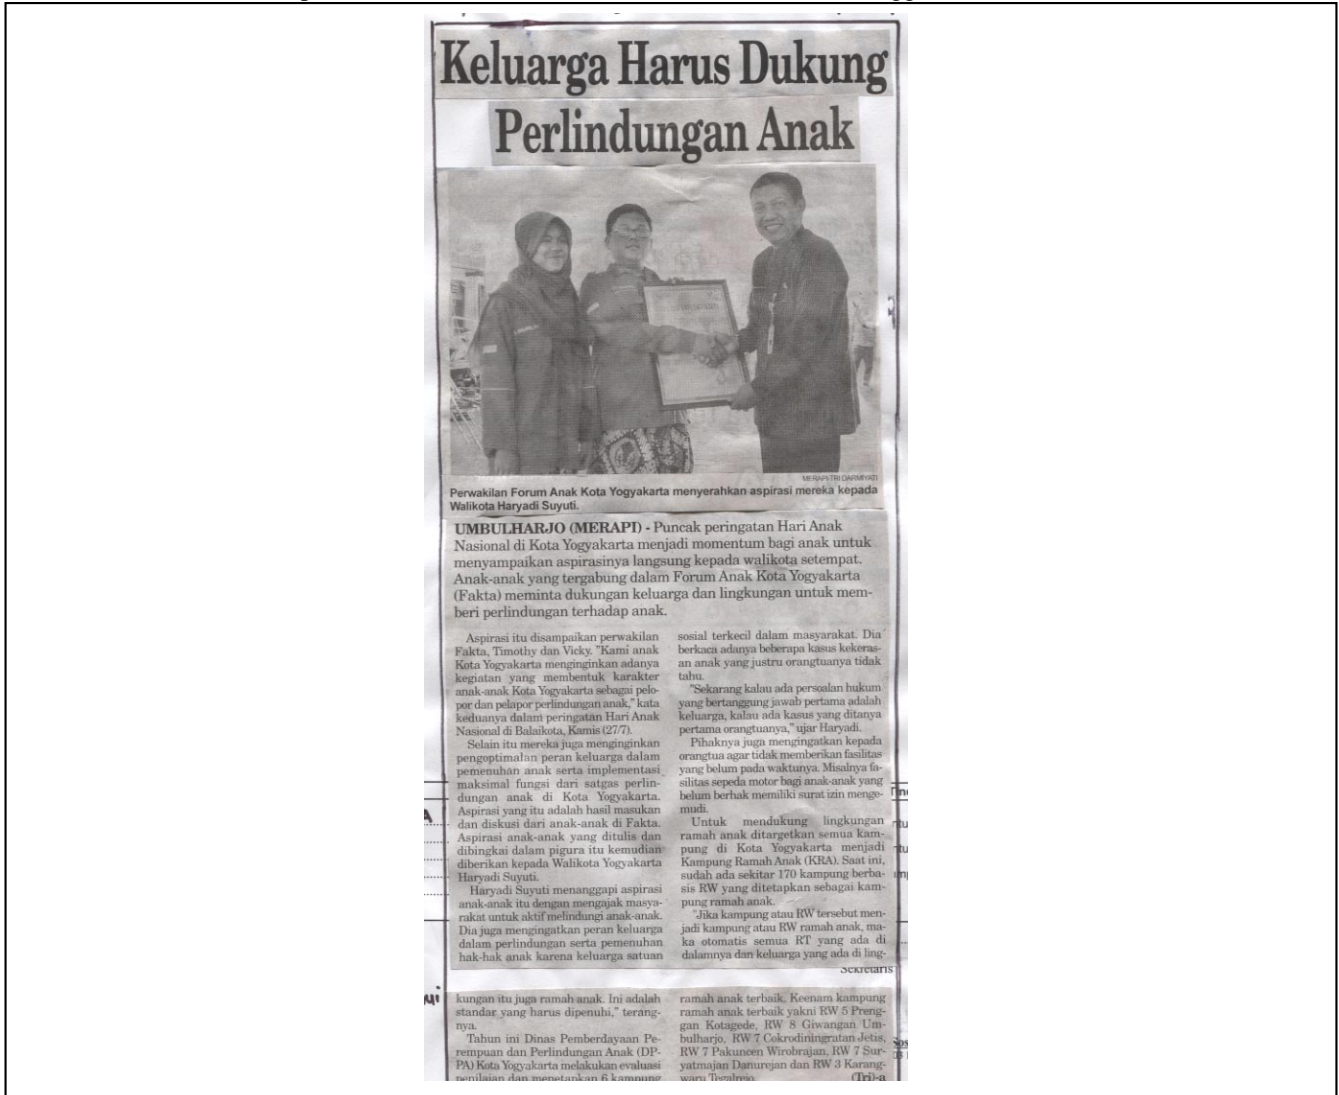 Keluarga Harus Dukung
Perlindungan Anak
MERAPI-TRI DARMIYATI
Perwakilan Forum Anak Kota Yogyakarta menyerahkan aspirasi mereka kepada
Walikota Haryadi Suyuti.
UMBULHARJO (MERAPI) - Puncak peringatan Hari Anak
Nasional di Kota Yogyakarta menjadi momentum bagi anak untuk
menyampaikan aspirasinya langsung kepada walikota setempat.
Anak-anak yang tergabung dalam Forum Anak Kota Yogyakarta
(Fakta) meminta dukungan keluarga dan lingkungan untuk mem-
beri perlindungan terhadap anak.
Aspirasi itu disampaikan perwakilan
Fakta, Timothy dan Vicky. "Kami anak
Kota Yogyakarta menginginkan adanya
kegiatan yang membentuk karakter
anak-anak Kota Yogyakarta sebagai pelo-
por dan pelapor perlindungan anak," kata
keduanya dalam peringatan Hari Anak
Nasional di Balaikota, Kamis (27/7).
Selain itu mereka juga menginginkan
pengoptimalan peran keluarga dalam
pemenuhan anak serta implementasi
maksimal fungsi dari satgas perlin-
dungan anak di Kota Yogyakarta.
Aspirasi yang itu adalah hasil masukan
dan diskusi dari anak-anak di Fakta.
Aspirasi anak-anak yang ditulis dan
dibingkai dalam pigura itu kemudian
diberikan kepada Walikota Yogyakarta
Haryadi Suyuti.
Haryadi Suyuti menanggapi aspirasi
anak-anak itu dengan mengajak masya-
rakat untuk aktif melindungi anak-anak.
Dia juga mengingatkan peran keluarga
dalam perlindungan serta pemenuhan
hak-hak anak karena keluarga satuan
sosial terkecil dalam masyarakat. Dia
berkaca adanya beberapa kasus kekeras-
an anak yang justru orangtuanya tidak
tahu.
"Sekarang kalau ada persoalan hukum
yang bertanggung jawab pertama adalah
keluarga, kalau ada kasus yang ditanya
pertama orangtuanya," ujar Haryadi.
Pihaknya juga mengingatkan kepada
orangtua agar tidak memberikan fasilitas
yang belum pada waktunya. Misalnya fa-
silitas sepeda motor bagi anak-anak yang
belum berhak memiliki surat izin menge-
mudi.
Untuk mendukung lingkungan
ramah anak ditargetkan semua kam-
pung di Kota Yogyakarta menjadi
Kampung Ramah Anak (KRA). Saat ini,
sudah ada sekitar 170 kampung berba-
sis RW yang ditetapkan sebagai kam-
pung ramah anak.
"Jika kampung atau RW tersebut men-
jadi kampung atau RW ramah anak, ma-
ka otomatis semua RT yang ada di
dalamnya dan keluarga yang ada di ling-
Sekretaris
kungan itu juga ramah anak. Ini adalah
standar yang harus dipenuhi," terang-
nya.
Tahun ini Dinas Pemberdayaan Pe-
rempuan dan Perlindungan Anak (DP-
PA) Kota Yogyakarta melakukan evaluasi
penilaian dan menetapkan 6 kampung
ramah anak terbaik. Keenam kampung
ramah anak terbaik yakni RW 5 Preng-
gan Kotagede, RW 8 Giwangan Um-
bulharjo, RW 7 Cokrodiningratan Jetis,
RW 7 Pakuncen Wirobrajan, RW 7 Sur-
yatmajan Danurejan dan RW 3 Karang-
waru Tegalrejo. (Tri)-a